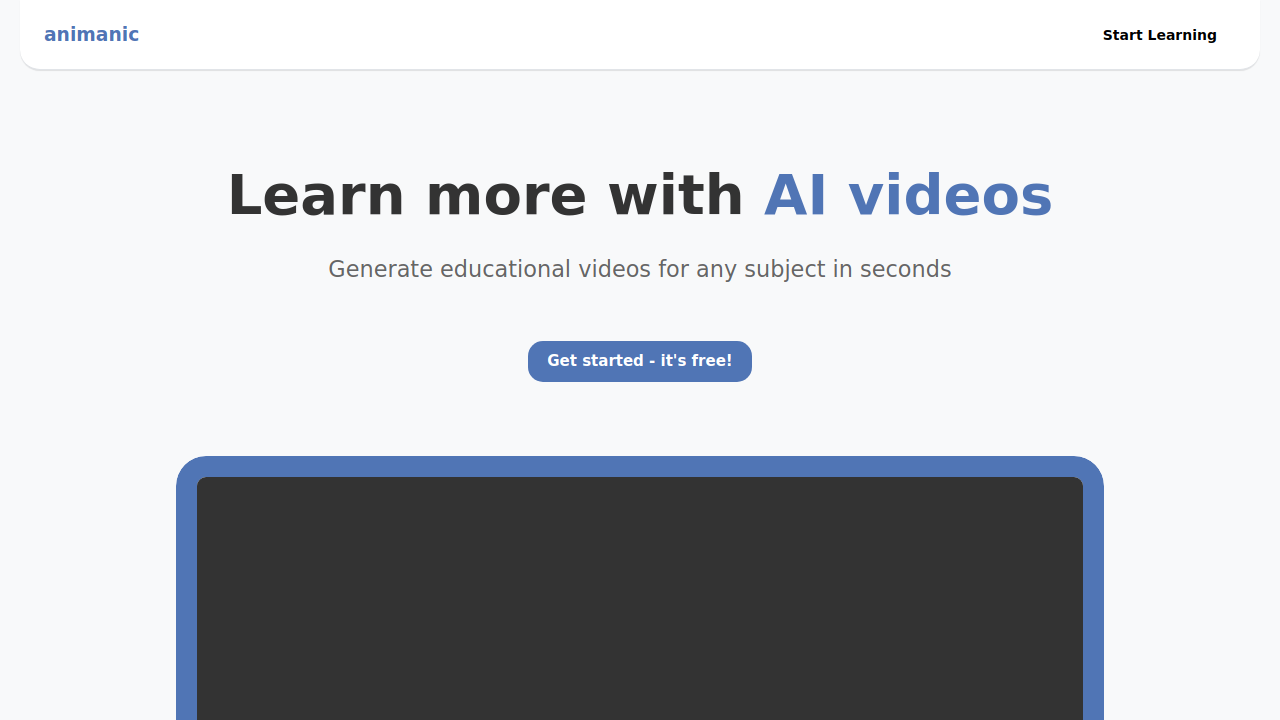 animanic
Start Learning
Learn more with AI videos
Generate educational videos for any subject in seconds
Get started - it's free!